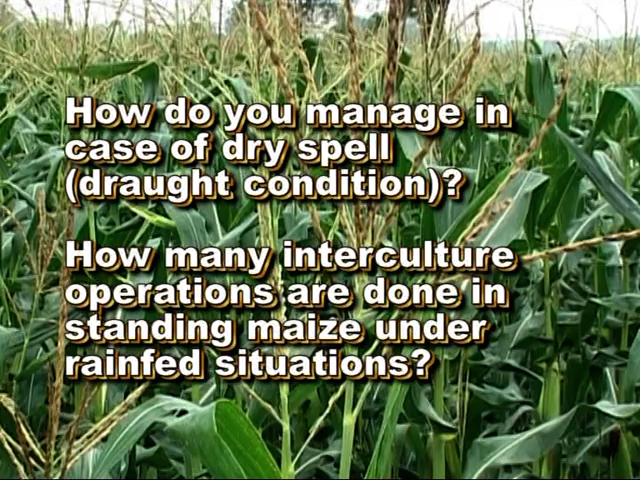 How do you manage in
case of dry spell
(draught condition)?
How many interculture
operations are done in
standing maize under
rainfed situations?